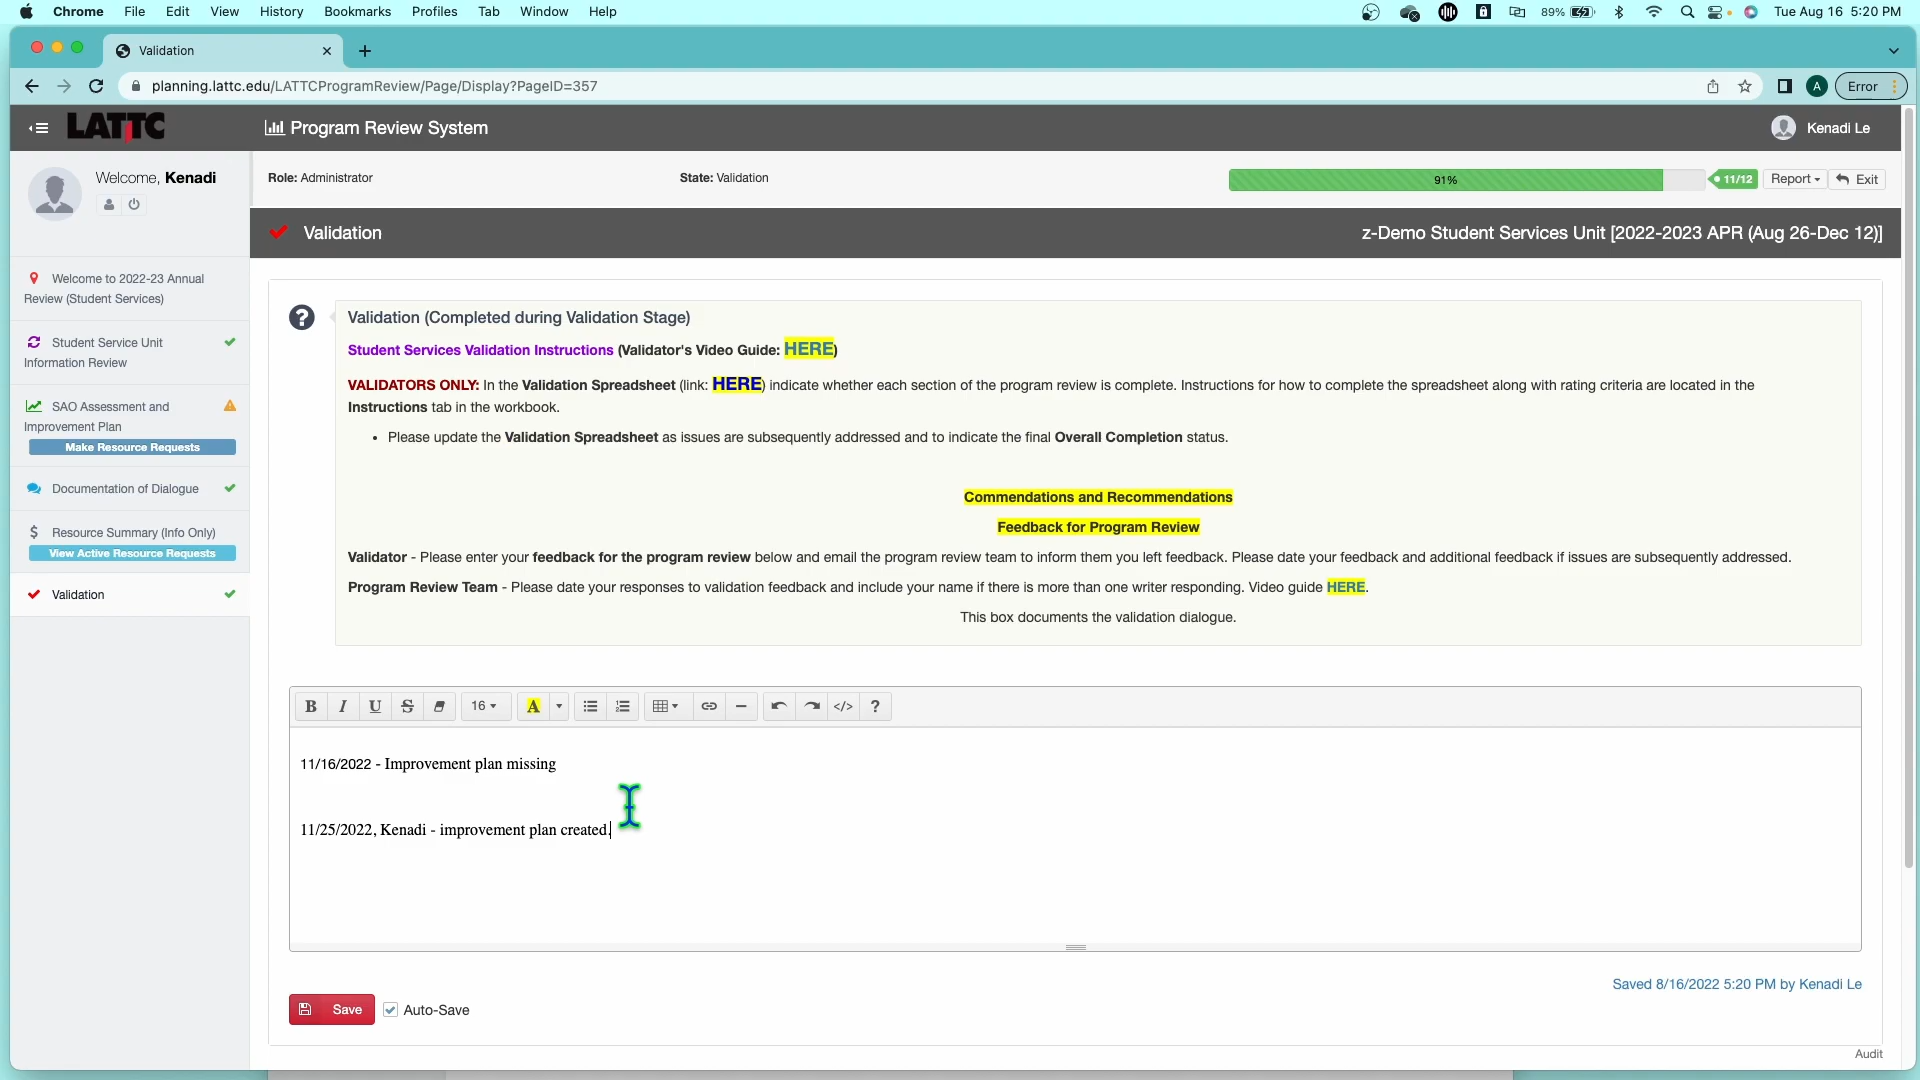 Chrome File Edit View History Bookmarks Profiles Tab Window Help 89% Tue Aug 16 5:20 PM
Validation
planning.lattc.edu/LATTCProgramReview/Page/Display?PageID=357 A Error
LATTC Program Review System Kenadi Le
Welcome, Kenadi
Role: Administrator State: Validation 91% 11/12 Report Exit
Validation z-Demo Student Services Unit [2022-2023 APR (Aug 26-Dec 12)]
Welcome to 2022-23 Annual
Review (Student Services)
Student Service Unit
Information Review
SAO Assessment and
Improvement Plan
Make Resource Requests
Documentation of Dialogue
Resource Summary (Info Only)
View Active Resource Requests
Validation
Validation (Completed during Validation Stage)
Student Services Validation Instructions (Validator's Video Guide: HERE)
VALIDATORS ONLY: In the Validation Spreadsheet (link: HERE) indicate whether each section of the program review is complete. Instructions for how to complete the spreadsheet along with rating criteria are located in the
Instructions tab in the workbook.
• Please update the Validation Spreadsheet as issues are subsequently addressed and to indicate the final Overall Completion status.
Commendations and Recommendations
Feedback for Program Review
Validator - Please enter your feedback for the program review below and email the program review team to inform them you left feedback. Please date your feedback and additional feedback if issues are subsequently addressed.
Program Review Team - Please date your responses to validation feedback and include your name if there is more than one writer responding. Video guide HERE.
This box documents the validation dialogue.
B I U S 16 A </> ?
11/16/2022 - Improvement plan missing
11/25/2022, Kenadi - improvement plan created.
Saved 8/16/2022 5:20 PM by Kenadi Le
Save Auto-Save
Audit